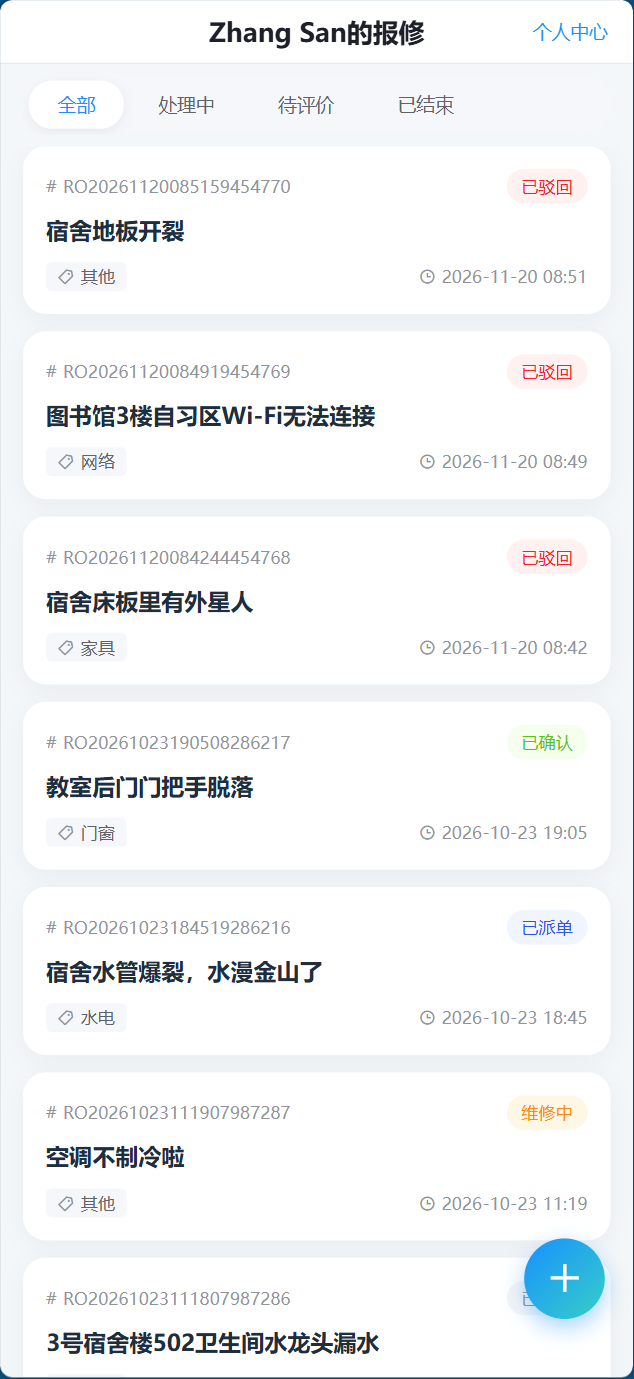 Zhang San的报修 个人中心
全部 处理中 待评价 已结束
# RO20261120085159454770 已驳回
宿舍地板开裂
其他 2026-11-20 08:51
# RO20261120084919454769 已驳回
图书馆3楼自习区Wi-Fi无法连接
网络 2026-11-20 08:49
# RO20261120084244454768 已驳回
宿舍床板里有外星人
家具 2026-11-20 08:42
# RO20261023190508286217 已确认
教室后门门把手脱落
门窗 2026-10-23 19:05
# RO20261023184519286216 已派单
宿舍水管爆裂，水漫金山了
水电 2026-10-23 18:45
# RO20261023111907987287 维修中
空调不制冷啦
其他 2026-10-23 11:19
# RO20261023111807987286
3号宿舍楼502卫生间水龙头漏水